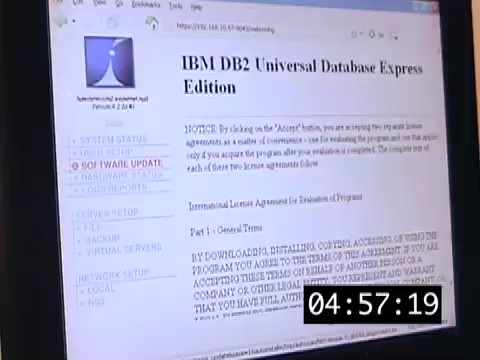 Bookmarks Tools Help
IBM DB2 Universal Database Express
Edition
NOTICE: By clicking on the "Accept" button, you are accepting two separate
agreements as a matter of convenience - one for evaluating the program and one that applies
only if you acquire the program after your evaluation is completed. The complete text of
each of these two license agreements follow.
International License Agreement for Evaluation of Programs
Part 1 - General Terms
BY DOWNLOADING, INSTALLING, COPYING, ACCESSING, OR USING THE
PROGRAM YOU AGREE TO THE TERMS OF THIS AGREEMENT. IF YOU ARE
ACCEPTING THESE TERMS ON BEHALF OF ANOTHER PERSON OR A
COMPANY OR OTHER LEGAL ENTITY, YOU REPRESENT AND WARRANT
THAT YOU HAVE FULL AUTHORITY
SYSTEM STATUS
SOFTWARE UPDATE
HARDWARE STATUS
LOGS/REPORTS
SERVER SETUP
FILE
BACKUP
VIRTUAL SERVERS
NETWORK SETUP
LOCAL
04:57:19